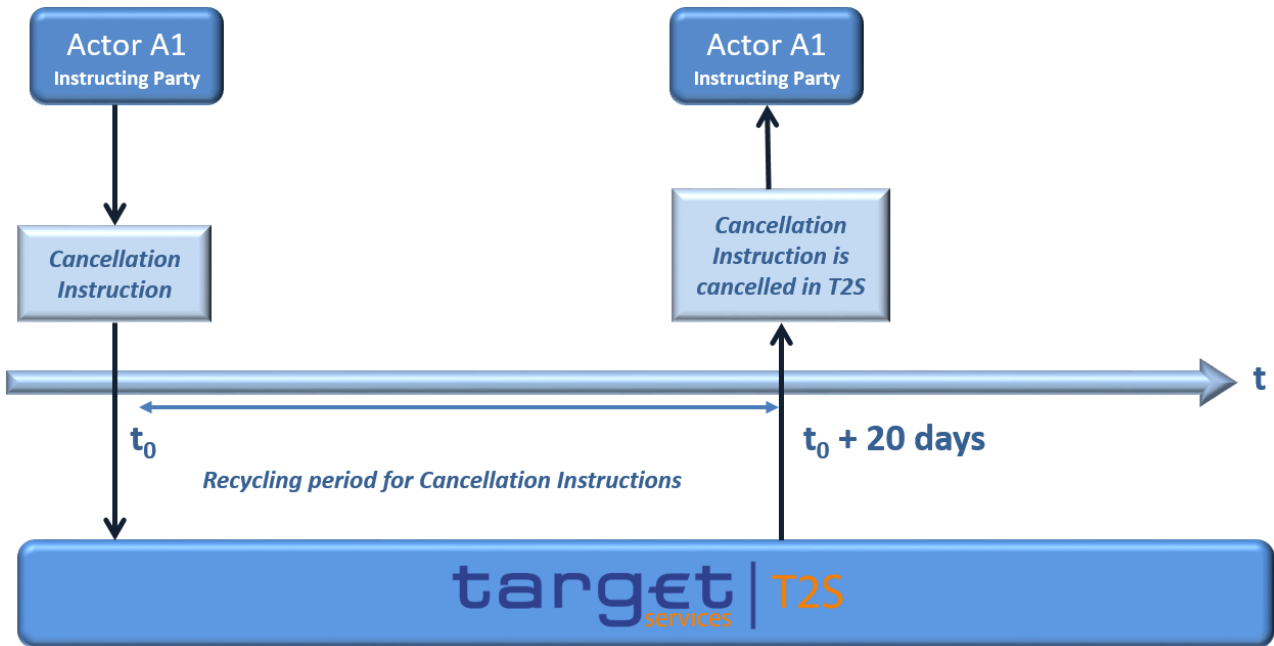 Actor A1
Instructing Party
Actor A1
Instructing Party
Cancellation
Instruction
Cancellation
Instruction is
cancelled in T2S
t
t0
t0 + 20 days
Recycling period for Cancellation Instructions
target | T2S
services